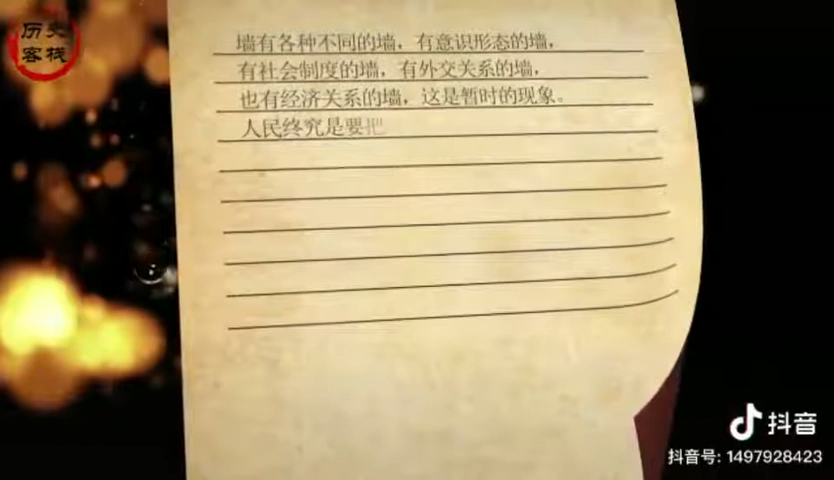 历史
客栈
墙有各种不同的墙，有意识形态的墙，
有社会制度的墙，有外交关系的墙，
也有经济关系的墙，这是暂时的现象。
人民终究是要把
抖音
抖音号: 1497928423